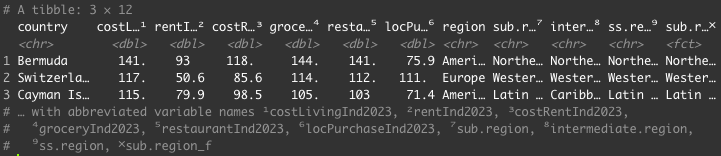 # A tibble: 3 × 12
country costL…¹ rentI…² costR…³ groce…⁴ resta…⁵ locPu…⁶ region sub.r…⁷ inter…⁸ ss.re…⁹ sub.r…ˣ
<chr> <dbl> <dbl> <dbl> <dbl> <dbl> <dbl> <chr> <chr> <chr> <chr> <fct>
1 Bermuda 141. 93 118. 144. 141. 75.9 Ameri… Northe… Northe… Northe… Northe…
2 Switzerla… 117. 50.6 85.6 114. 112. 111. Europe Wester… Wester… Wester… Wester…
3 Cayman Is… 115. 79.9 98.5 105. 103 71.4 Ameri… Latin … Caribb… Latin … Latin …
# … with abbreviated variable names ¹costLivingInd2023, ²rentInd2023, ³costRentInd2023,
# ⁴groceryInd2023, ⁵restaurantInd2023, ⁶locPurchaseInd2023, ⁷sub.region, ⁸intermediate.region,
# ⁹ss.region, ˣsub.region_f